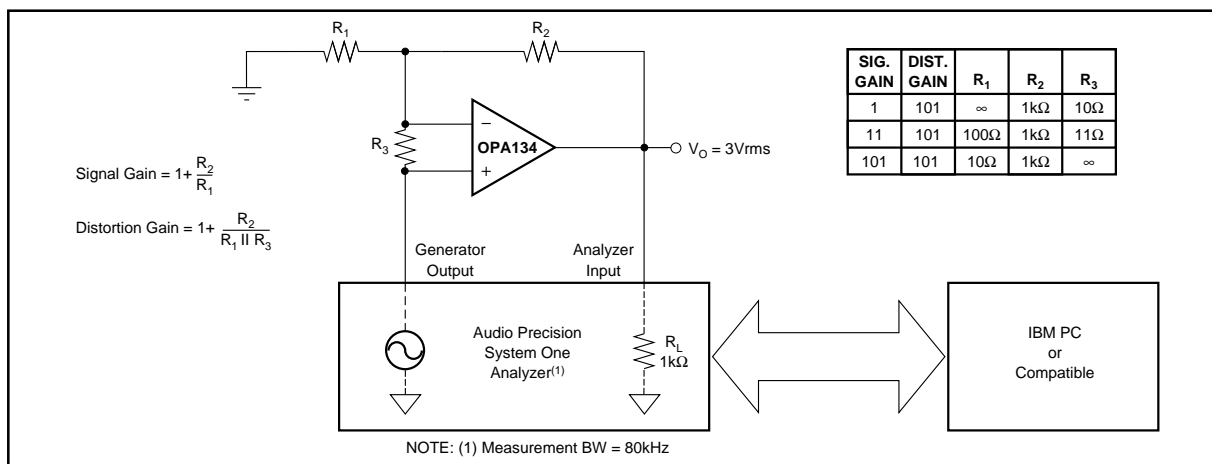 R1
R2
R3
−
+
OPA134
VO = 3Vrms
Signal Gain = 1+ R2
R1
Distortion Gain = 1+ R2
R1 II R3
SIG. GAIN DIST. GAIN R1 R2 R3
1 101 ∞ 1kΩ 10Ω
11 101 100Ω 1kΩ 11Ω
101 101 10Ω 1kΩ ∞
Generator
Output
Analyzer
Input
Audio Precision
System One
Analyzer(1)
RL
1kΩ
IBM PC
or
Compatible
NOTE: (1) Measurement BW = 80kHz